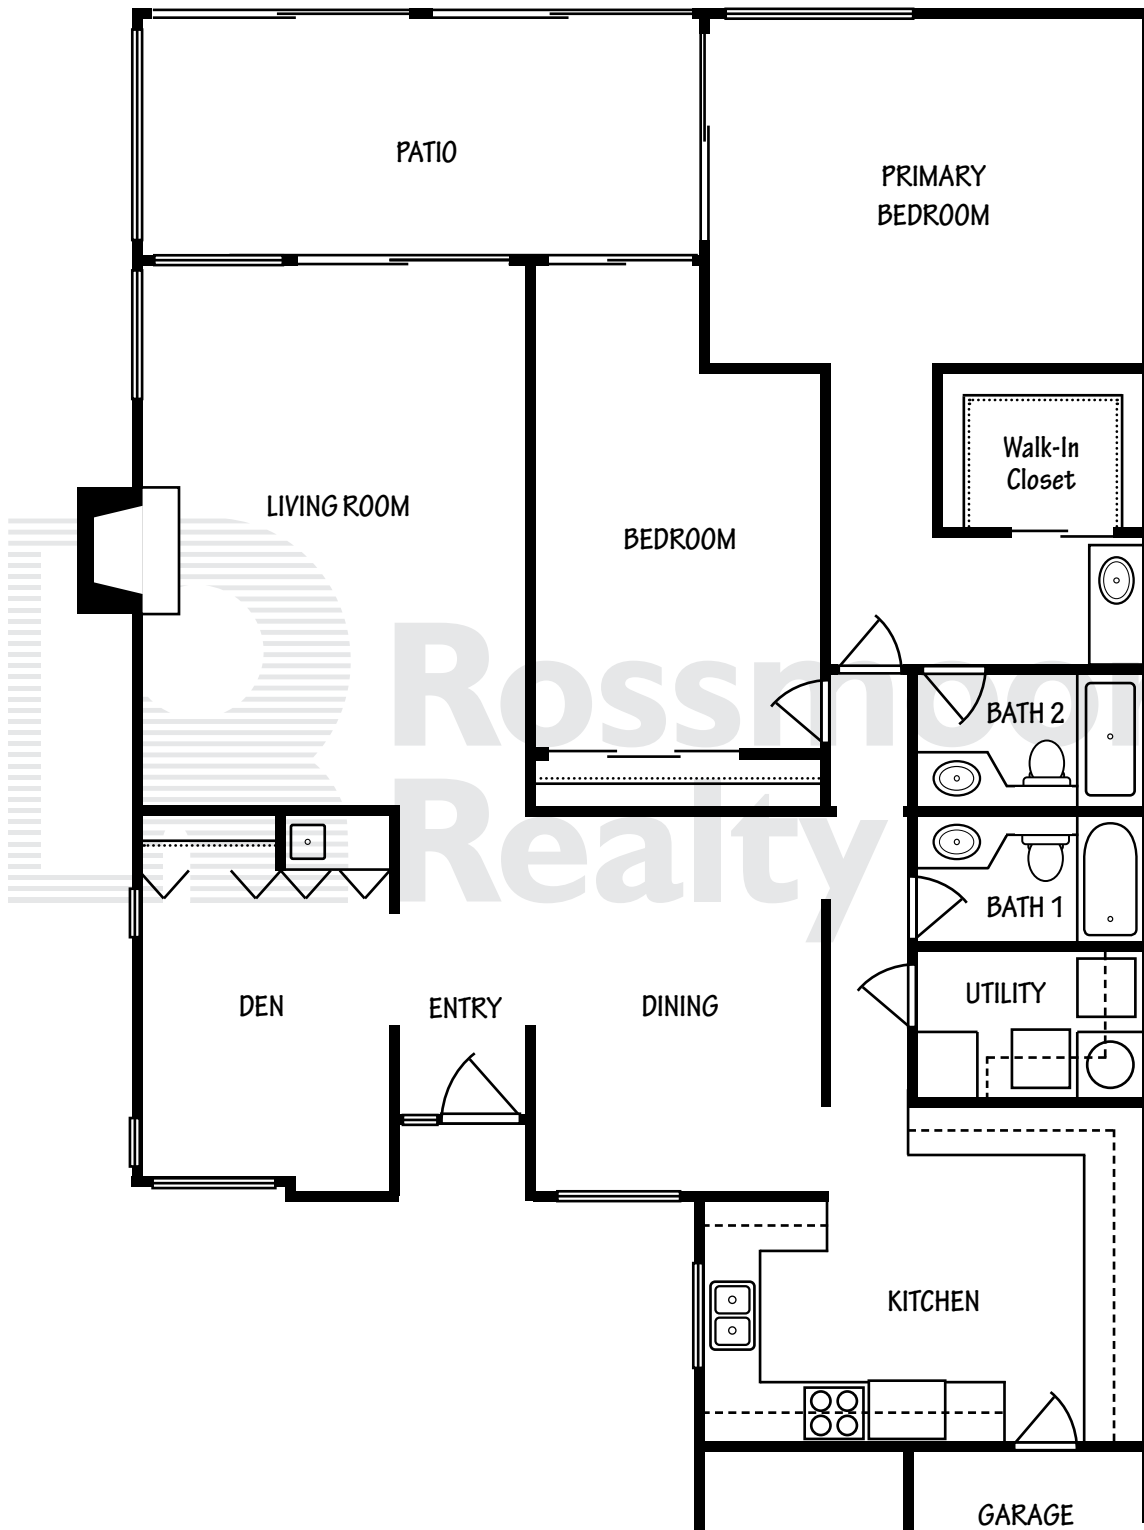 PATIO
PRIMARY
BEDROOM
Walk-In
Closet
LIVING ROOM
BEDROOM
Rossmoor
Realty
BATH 2
BATH 1
DEN
ENTRY
DINING
UTILITY
KITCHEN
GARAGE